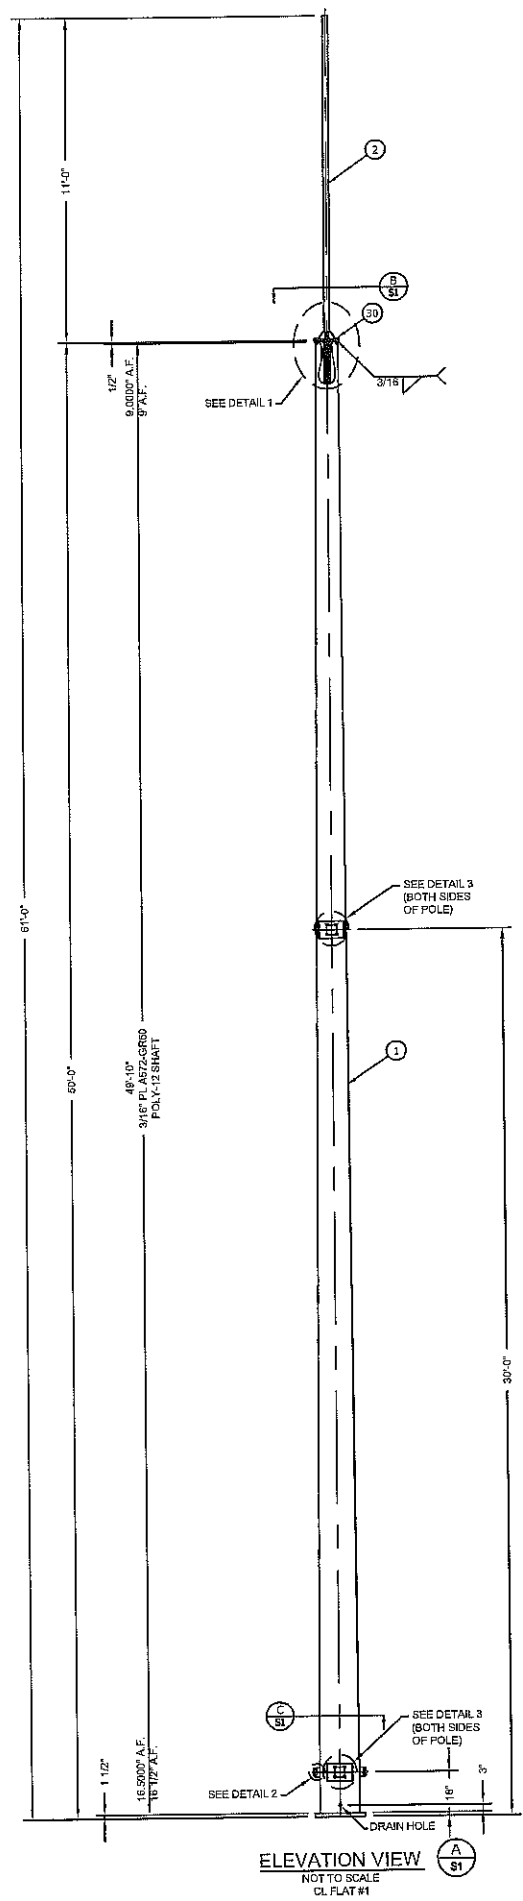 11'-0"
2
B
S1
30
1/2"
9.0000" A.F.
9" A.F.
3/16
SEE DETAIL 1
SEE DETAIL 3
(BOTH SIDES
OF POLE)
61'-0"
50'-0"
49'-10"
3/16" PL A572-GR60
POLY-12 SHAFT
1
30'-0"
C
S1
SEE DETAIL 3
(BOTH SIDES
OF POLE)
1 1/2"
16.5000" A.F.
16 1/2" A.F.
SEE DETAIL 2
18"
3"
DRAIN HOLE
ELEVATION VIEW
NOT TO SCALE
CL FLAT #1
A
S1